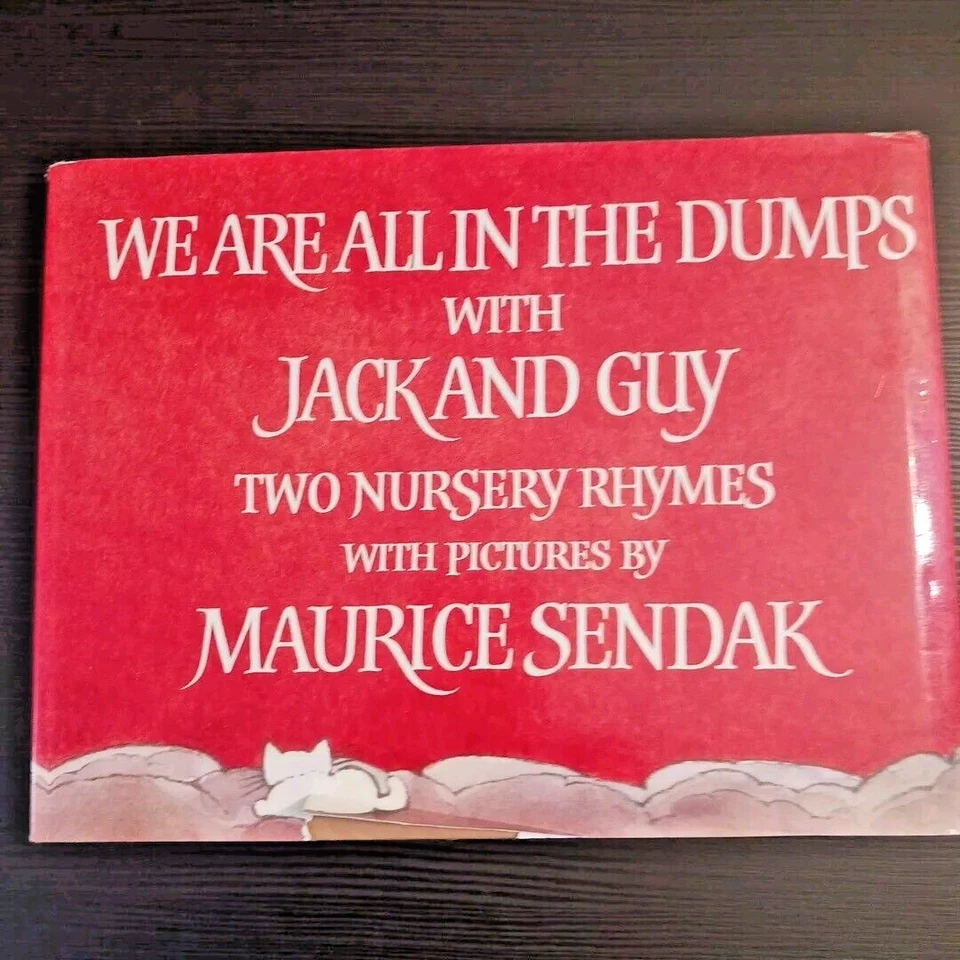 WE ARE ALL IN THE DUMPS
WITH
JACK AND GUY
TWO NURSERY RHYMES
WITH PICTURES BY
MAURICE SENDAK